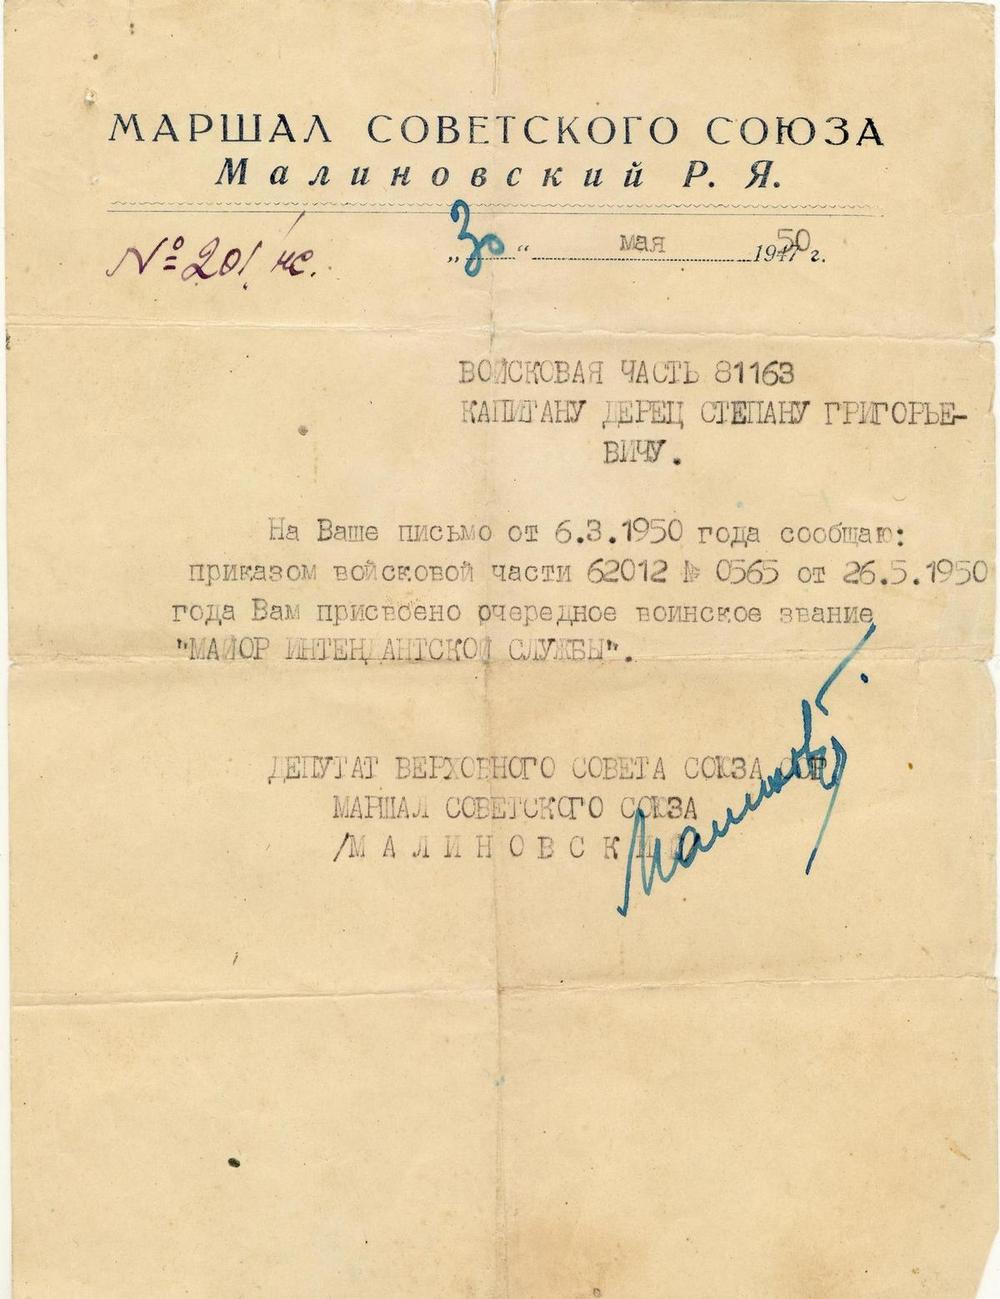 МАРШАЛ СОВЕТСКОГО СОЮЗА
Малиновский Р. Я.
№ 201/нс.
„30“ мая 1947 50 г.
ВОЙСКОВАЯ ЧАСТЬ 81163
КАПИТАНУ ДЕРЕЦ СТЕПАНУ ГРИГОРЬЕ-
ВИЧУ.
На Ваше письмо от 6.3.1950 года сообщаю:
приказом войсковой части 62012 № 0565 от 26.5.1950
года Вам присвоено очередное воинское звание
"МАЙОР ИНТЕНДАНТСКОЙ СЛУЖБЫ".
ДЕПУТАТ ВЕРХОВНОГО СОВЕТА СОЮЗА ССР
МАРШАЛ СОВЕТСКОГО СОЮЗА
/МАЛИНОВСКИЙ